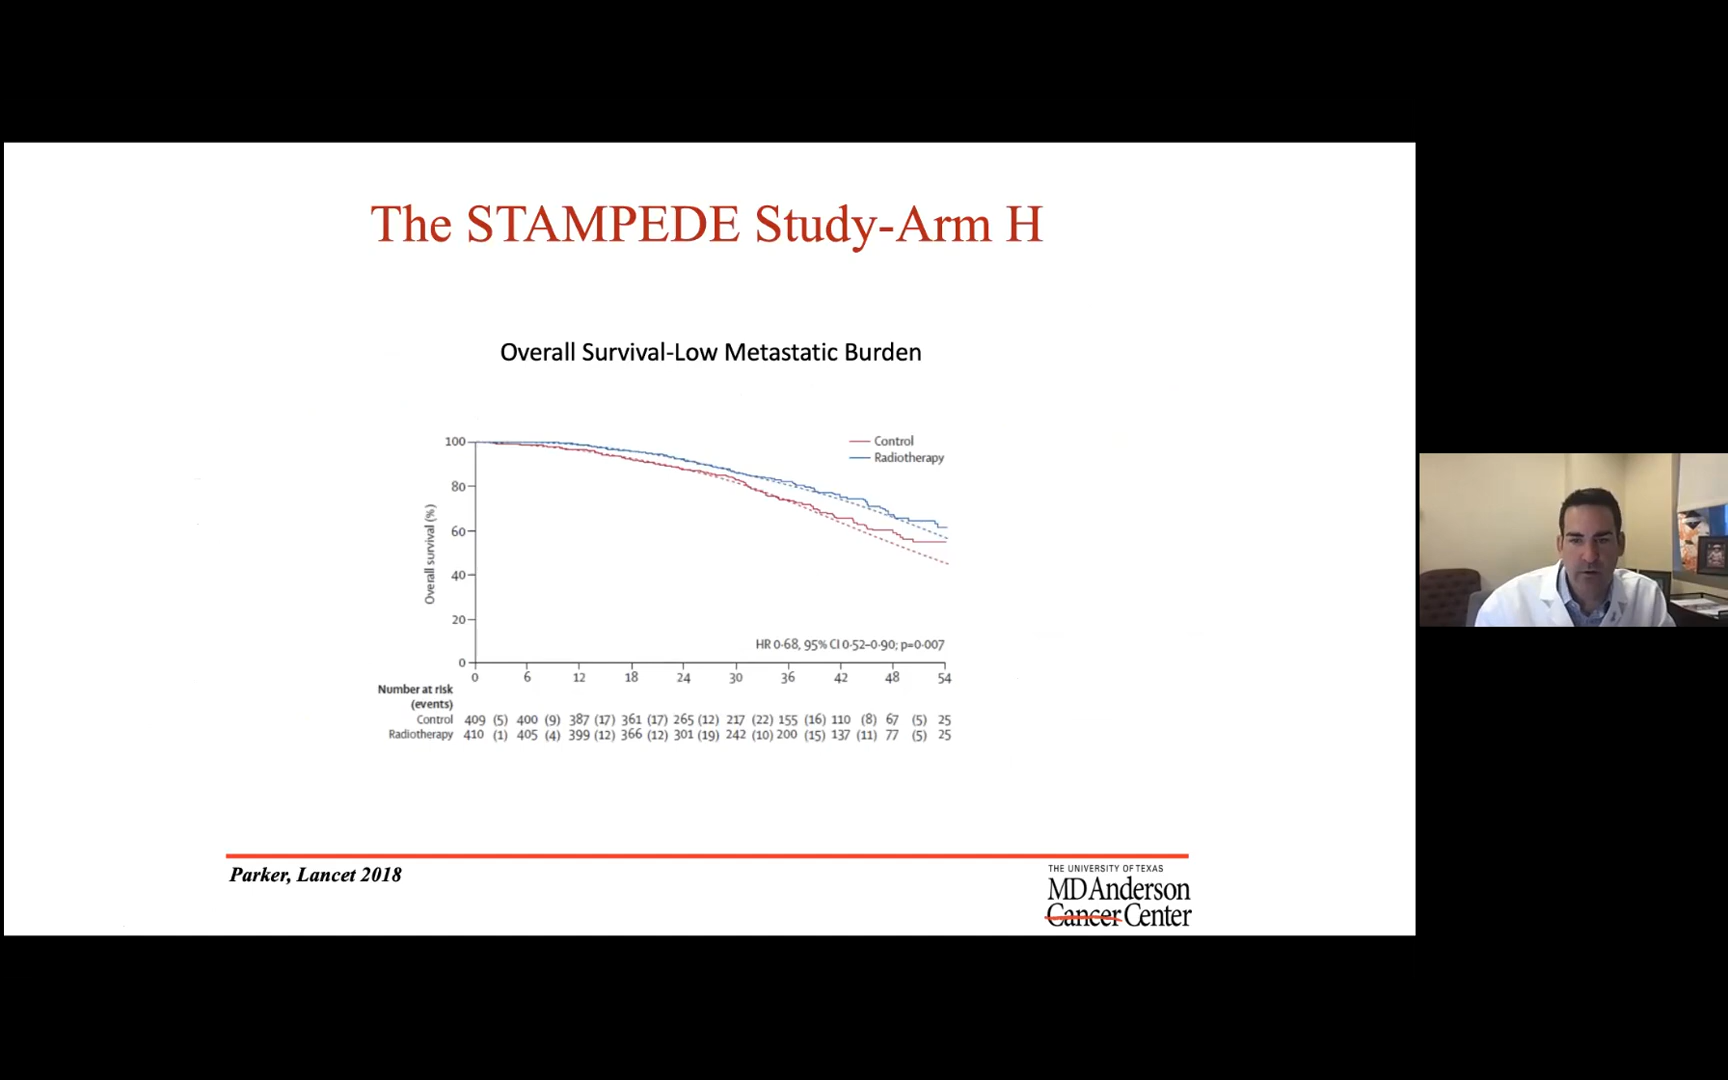 The STAMPEDE Study-Arm H
Overall Survival-Low Metastatic Burden
100
80
60
40
20
0
Overall survival (%)
Control
Radiotherapy
HR 0·68, 95% CI 0·52–0·90; p=0·007
0 6 12 18 24 30 36 42 48 54
Number at risk
(events)
Control 409 (5) 400 (9) 387 (17) 361 (17) 265 (12) 217 (22) 155 (16) 110 (8) 67 (5) 25
Radiotherapy 410 (1) 405 (4) 399 (12) 366 (12) 301 (19) 242 (10) 200 (15) 137 (11) 77 (5) 25
Parker, Lancet 2018
THE UNIVERSITY OF TEXAS
MD Anderson
Cancer Center